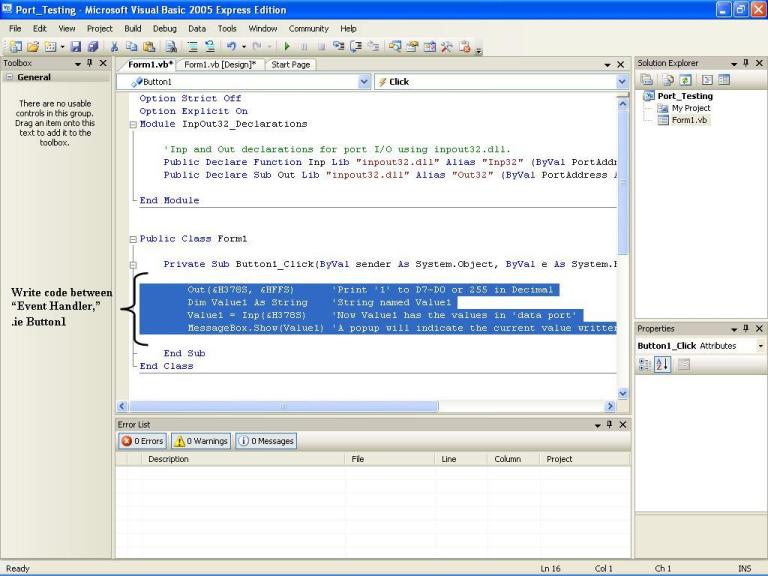 Port_Testing - Microsoft Visual Basic 2005 Express Edition
File Edit View Project Build Debug Data Tools Window Community Help
Toolbox
General
There are no usable
controls in this group.
Drag an item onto this
text to add it to the
toolbox.
Write code between
“Event Handler,”
.ie Button1
Form1.vb* Form1.vb [Design]* Start Page
Button1 Click
Option Strict Off
Option Explicit On
Module InpOut32_Declarations
'Inp and Out declarations for port I/O using inpout32.dll.
Public Declare Function Inp Lib "inpout32.dll" Alias "Inp32" (ByVal PortAddr
Public Declare Sub Out Lib "inpout32.dll" Alias "Out32" (ByVal PortAddress A
End Module
Public Class Form1
Private Sub Button1_Click(ByVal sender As System.Object, ByVal e As System.E
Out(&H378S, &HFFS) 'Print '1' to D7-D0 or 255 in Decimal
Dim Value1 As String 'String named Value1
Value1 = Inp(&H378S) 'Now Value1 has the values in 'data port'
MessageBox.Show(Value1) 'A popup will indicate the current value written
End Sub
End Class
Error List
0 Errors 0 Warnings 0 Messages
Description File Line Column Project
Solution Explorer
Port_Testing
My Project
Form1.vb
Properties
Button1_Click Attributes
Ready Ln 16 Col 1 Ch 1 INS